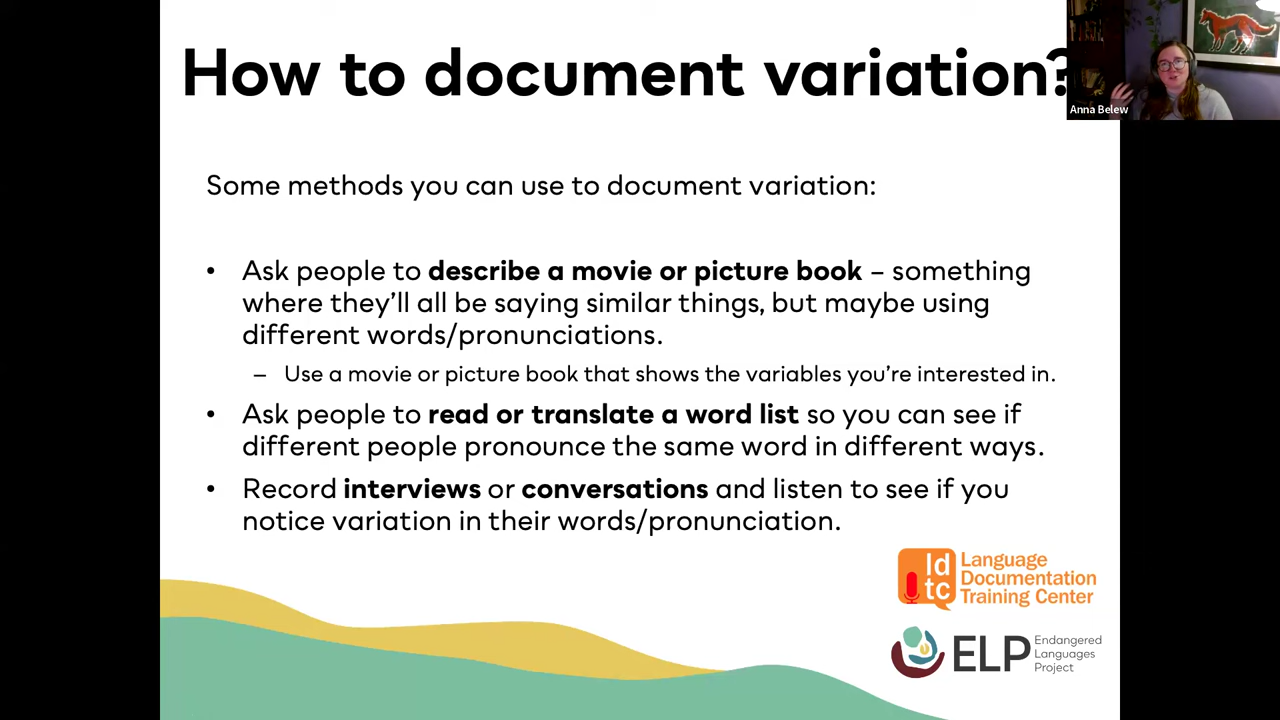 How to document variation?
Anna Belew
Some methods you can use to document variation:
• Ask people to describe a movie or picture book – something
where they'll all be saying similar things, but maybe using
different words/pronunciations.
– Use a movie or picture book that shows the variables you're interested in.
• Ask people to read or translate a word list so you can see if
different people pronounce the same word in different ways.
• Record interviews or conversations and listen to see if you
notice variation in their words/pronunciation.
ld
tc
Language
Documentation
Training Center
ELP
Endangered
Languages
Project